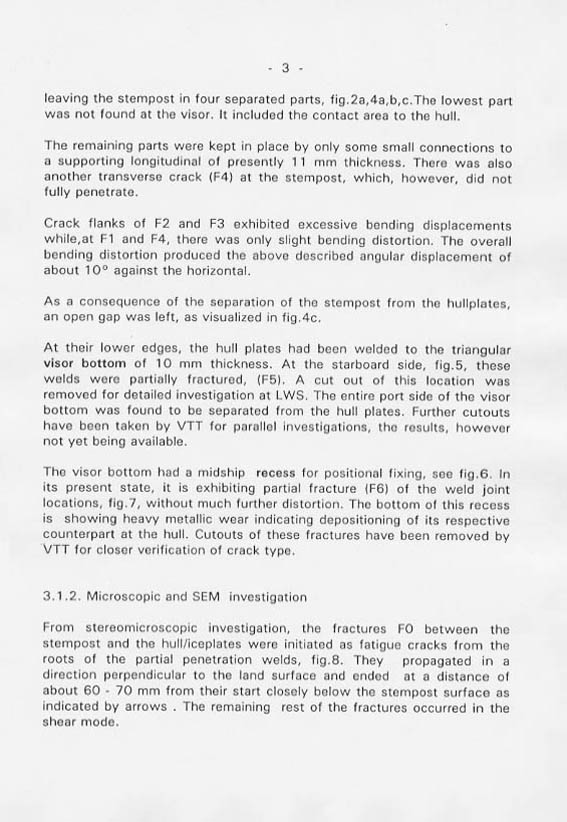 - 3 -
leaving the stempost in four separated parts, fig.2a,4a,b,c.The lowest part
was not found at the visor. It included the contact area to the hull.
The remaining parts were kept in place by only some small connections to
a supporting longitudinal of presently 11 mm thickness. There was also
another transverse crack (F4) at the stempost, which, however, did not
fully penetrate.
Crack flanks of F2 and F3 exhibited excessive bending displacements
while,at F1 and F4, there was only slight bending distortion. The overall
bending distortion produced the above described angular displacement of
about 10° against the horizontal.
As a consequence of the separation of the stempost from the hullplates,
an open gap was left, as visualized in fig.4c.
At their lower edges, the hull plates had been welded to the triangular
visor bottom of 10 mm thickness. At the starboard side, fig.5, these
welds were partially fractured, (F5). A cut out of this location was
removed for detailed investigation at LWS. The entire port side of the visor
bottom was found to be separated from the hull plates. Further cutouts
have been taken by VTT for parallel investigations, the results, however
not yet being available.
The visor bottom had a midship recess for positional fixing, see fig.6. In
its present state, it is exhibiting partial fracture (F6) of the weld joint
locations, fig.7, without much further distortion. The bottom of this recess
is showing heavy metallic wear indicating depositioning of its respective
counterpart at the hull. Cutouts of these fractures have been removed by
VTT for closer verification of crack type.
3.1.2. Microscopic and SEM investigation
From stereomicroscopic investigation, the fractures F0 between the
stempost and the hull/iceplates were initiated as fatigue cracks from the
roots of the partial penetration welds, fig.8. They propagated in a
direction perpendicular to the land surface and ended at a distance of
about 60 - 70 mm from their start closely below the stempost surface as
indicated by arrows . The remaining rest of the fractures occurred in the
shear mode.